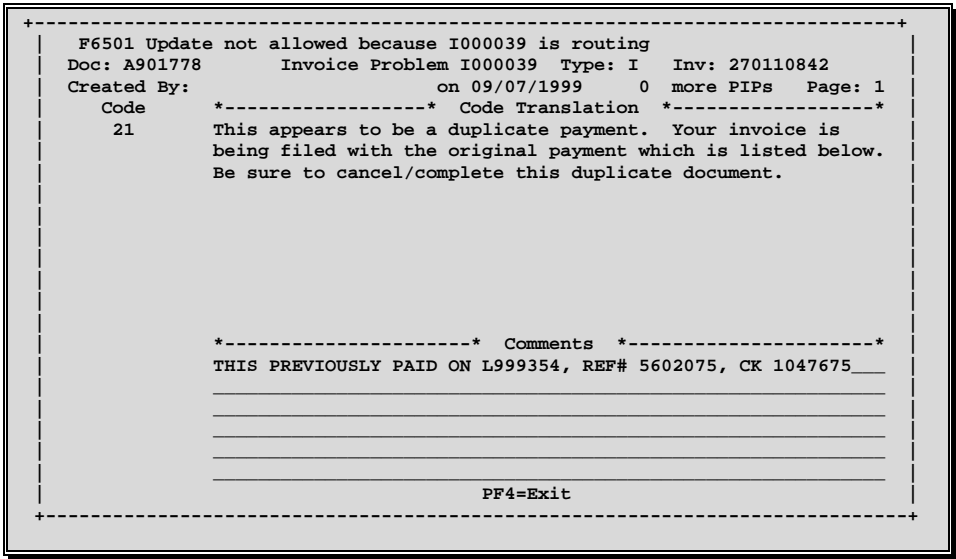 F6501 Update not allowed because I000039 is routing
Doc: A901778 Invoice Problem I000039 Type: I Inv: 270110842
Created By: on 09/07/1999 0 more PIPs Page: 1
Code *------------------* Code Translation *------------------*
21 This appears to be a duplicate payment. Your invoice is
being filed with the original payment which is listed below.
Be sure to cancel/complete this duplicate document.
*----------------------* Comments *----------------------*
THIS PREVIOUSLY PAID ON L999354, REF# 5602075, CK 1047675___
PF4=Exit